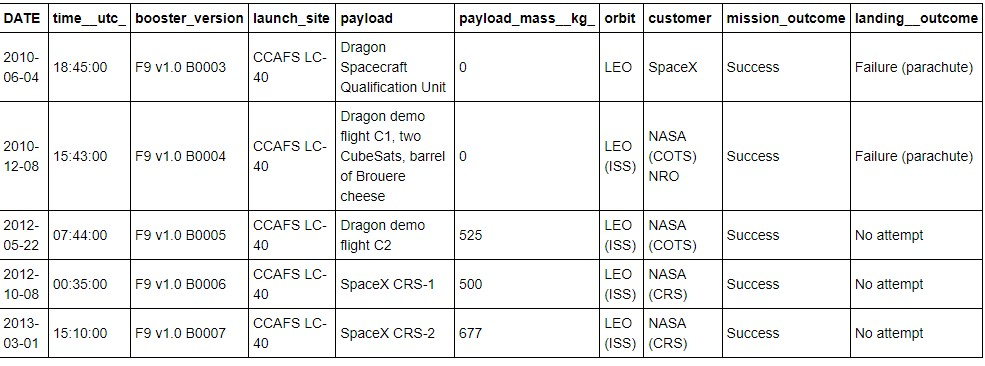 DATE time__utc_ booster_version launch_site payload payload_mass__kg_ orbit customer mission_outcome landing__outcome
2010-
06-04
18:45:00
F9 v1.0 B0003
CCAFS LC-
40
Dragon
Spacecraft
Qualification Unit
0
LEO
SpaceX
Success
Failure (parachute)
2010-
12-08
15:43:00
F9 v1.0 B0004
CCAFS LC-
40
Dragon demo
flight C1, two
CubeSats, barrel
of Brouere
cheese
0
LEO
(ISS)
NASA
(COTS)
NRO
Success
Failure (parachute)
2012-
05-22
07:44:00
F9 v1.0 B0005
CCAFS LC-
40
Dragon demo
flight C2
525
LEO
(ISS)
NASA
(COTS)
Success
No attempt
2012-
10-08
00:35:00
F9 v1.0 B0006
CCAFS LC-
40
SpaceX CRS-1
500
LEO
(ISS)
NASA
(CRS)
Success
No attempt
2013-
03-01
15:10:00
F9 v1.0 B0007
CCAFS LC-
40
SpaceX CRS-2
677
LEO
(ISS)
NASA
(CRS)
Success
No attempt